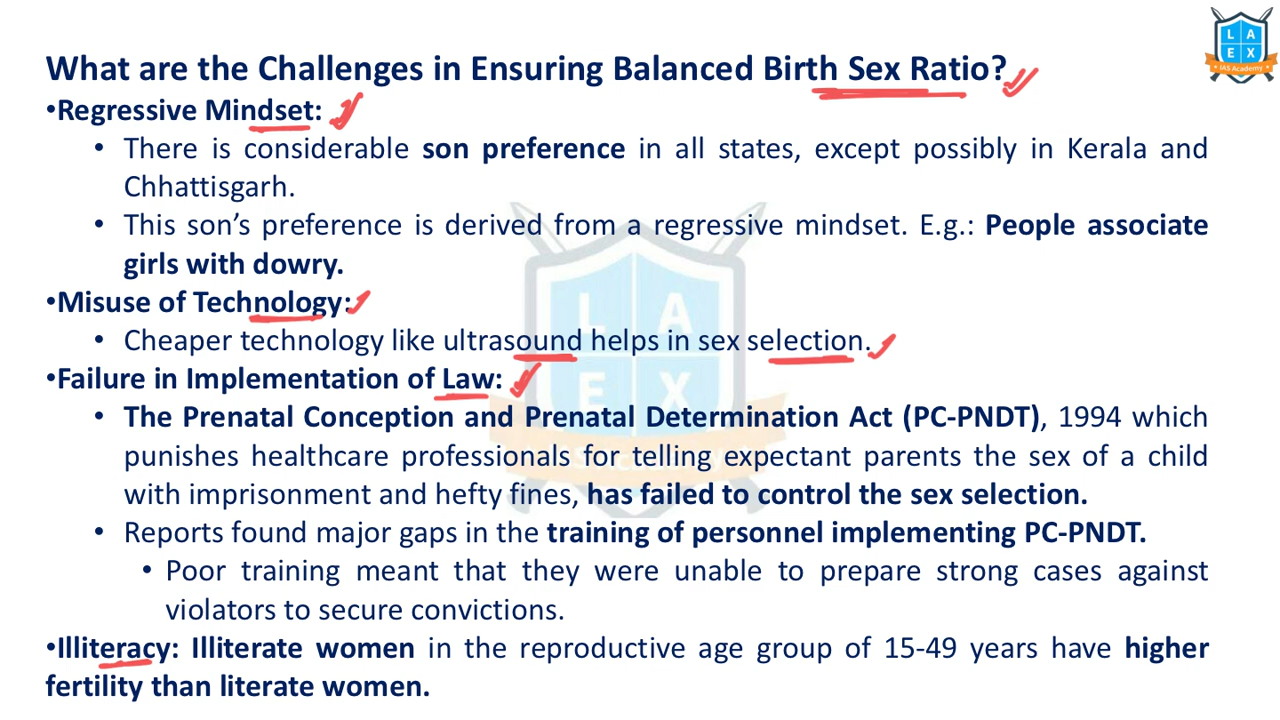 What are the Challenges in Ensuring Balanced Birth Sex Ratio?
•Regressive Mindset:
• There is considerable son preference in all states, except possibly in Kerala and
Chhattisgarh.
• This son’s preference is derived from a regressive mindset. E.g.: People associate
girls with dowry.
•Misuse of Technology:
• Cheaper technology like ultrasound helps in sex selection.
•Failure in Implementation of Law:
• The Prenatal Conception and Prenatal Determination Act (PC-PNDT), 1994 which
punishes healthcare professionals for telling expectant parents the sex of a child
with imprisonment and hefty fines, has failed to control the sex selection.
• Reports found major gaps in the training of personnel implementing PC-PNDT.
• Poor training meant that they were unable to prepare strong cases against
violators to secure convictions.
•Illiteracy: Illiterate women in the reproductive age group of 15-49 years have higher
fertility than literate women.
L A
E X
IAS Academy
L A
E X
IAS Academy